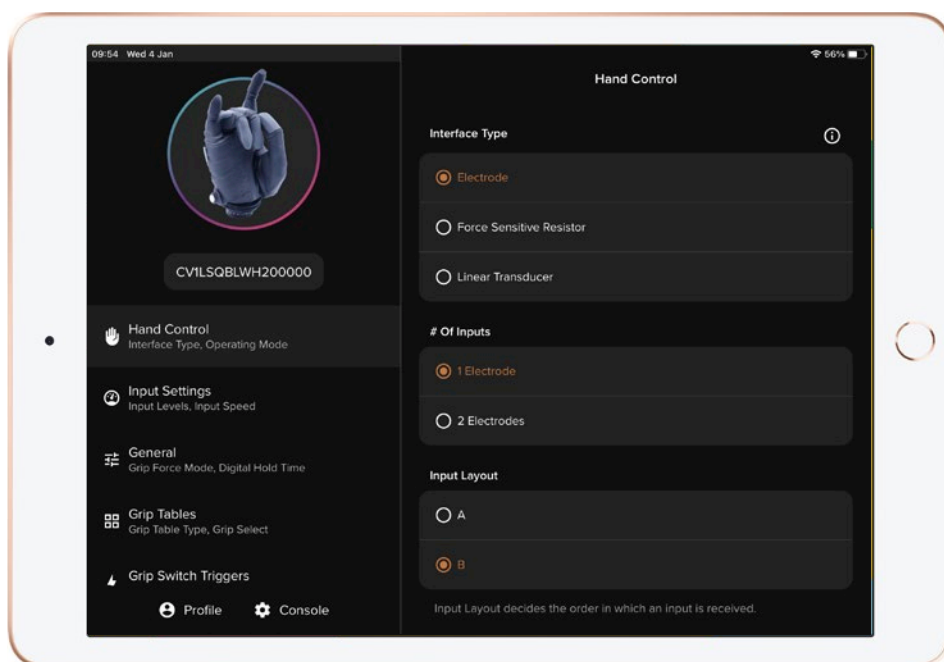 09:54 Wed 4 Jan
56%
CV1LSQBLWH200000
Hand Control
Interface Type, Operating Mode
Input Settings
Input Levels, Input Speed
General
Grip Force Mode, Digital Hold Time
Grip Tables
Grip Table Type, Grip Select
Grip Switch Triggers
Profile
Console
Hand Control
Interface Type
Electrode
Force Sensitive Resistor
Linear Transducer
# Of Inputs
1 Electrode
2 Electrodes
Input Layout
A
B
Input Layout decides the order in which an input is received.